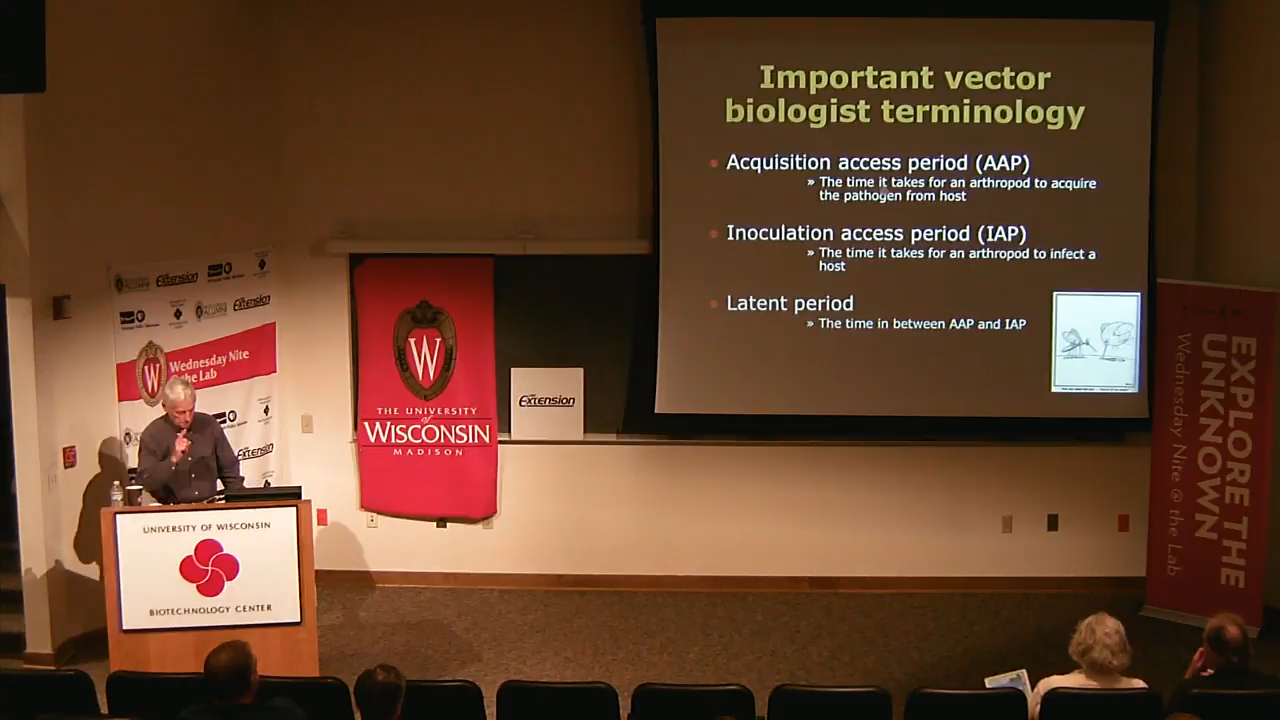 Important vector
biologist terminology
• Acquisition access period (AAP)
» The time it takes for an arthropod to acquire
the pathogen from host
• Inoculation access period (IAP)
» The time it takes for an arthropod to infect a
host
• Latent period
» The time in between AAP and IAP
Extension
Extension
Wednesday Nite
@ the Lab
Extension
W
THE UNIVERSITY
of
WISCONSIN
MADISON
Extension
UNIVERSITY OF WISCONSIN
BIOTECHNOLOGY CENTER
EXPLORE THE
UNKNOWN
Wednesday Nite @ the Lab